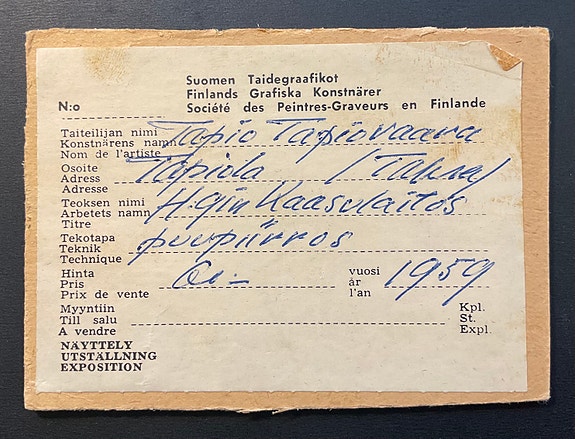 Suomen Taidegraafikot
Finlands Grafiska Konstnärer
N:o Société des Peintres-Graveurs en Finlande
Taiteilijan nimi
Konstnärens namn Tapio Tapiovaara
Nom de l'artiste
Osoite
Adress Tapiola
Adresse
Teoksen nimi
Arbetets namn H:gin Kaasulaitos
Titre
Tekotapa
Teknik puupiirros
Technique
Hinta
Pris
Prix de vente
vuosi
år 1959
l'an
Myyntiin
Till salu
A vendre
Kpl.
St.
Expl.
NÄYTTELY
UTSTÄLLNING
EXPOSITION